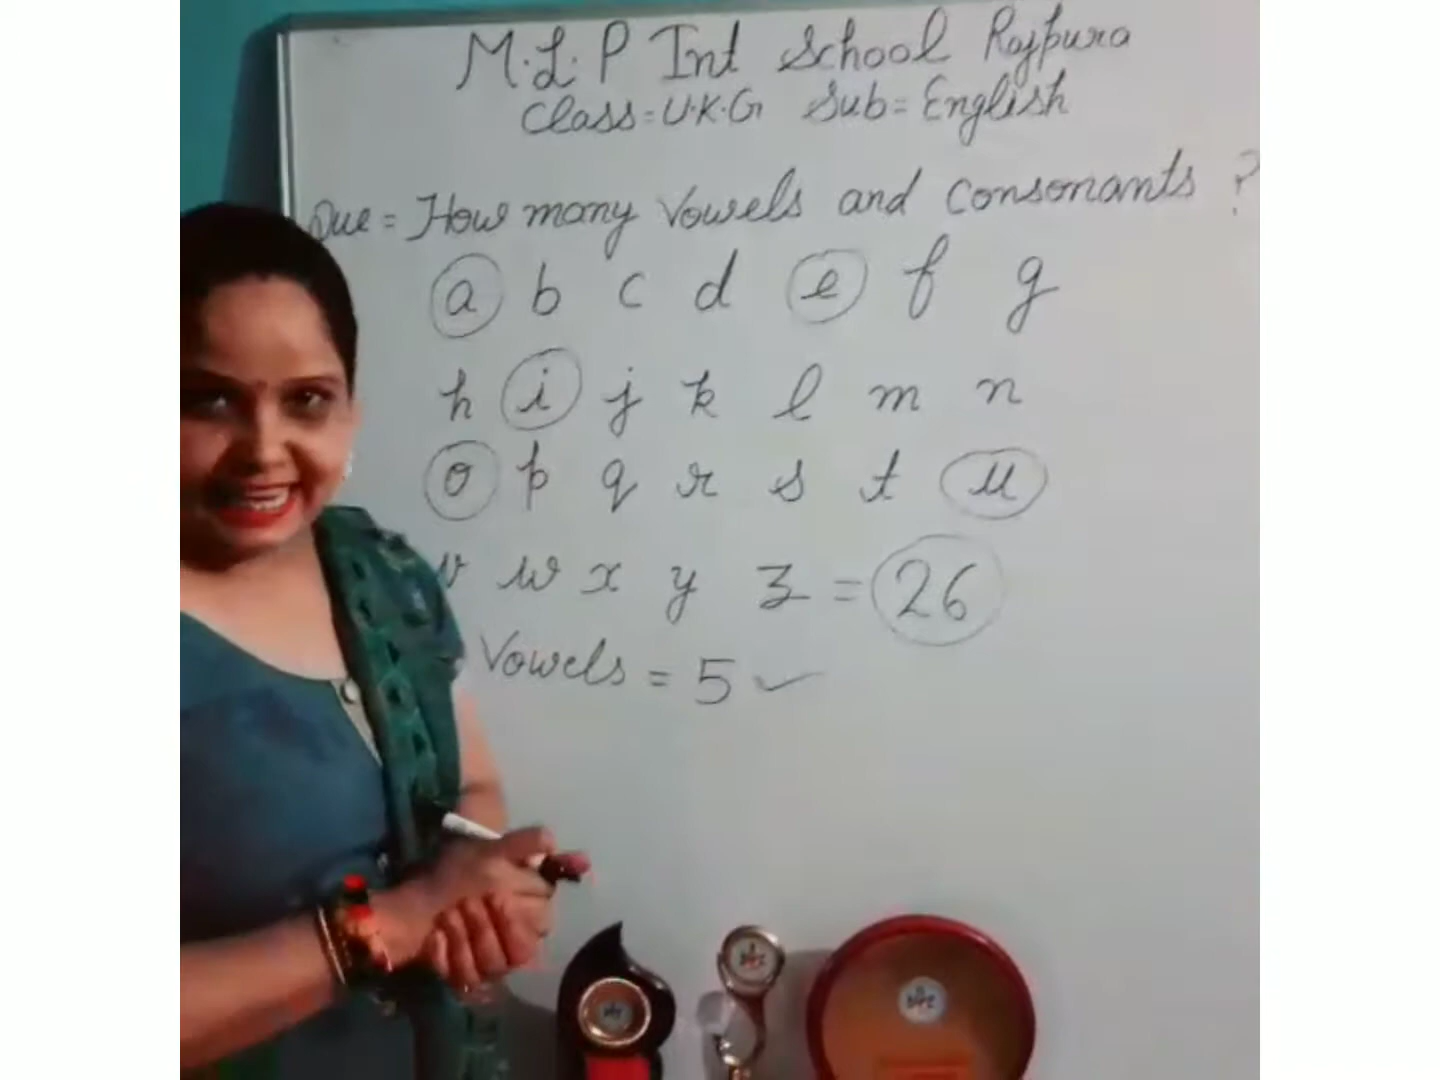 M.L.P Int School Rajpura
Class = U.K.G Sub = English
Que = How many Vowels and Consonants ?
a b c d e f g
h i j k l m n
o p q r s t u
v w x y z = 26
Vowels = 5 ✓